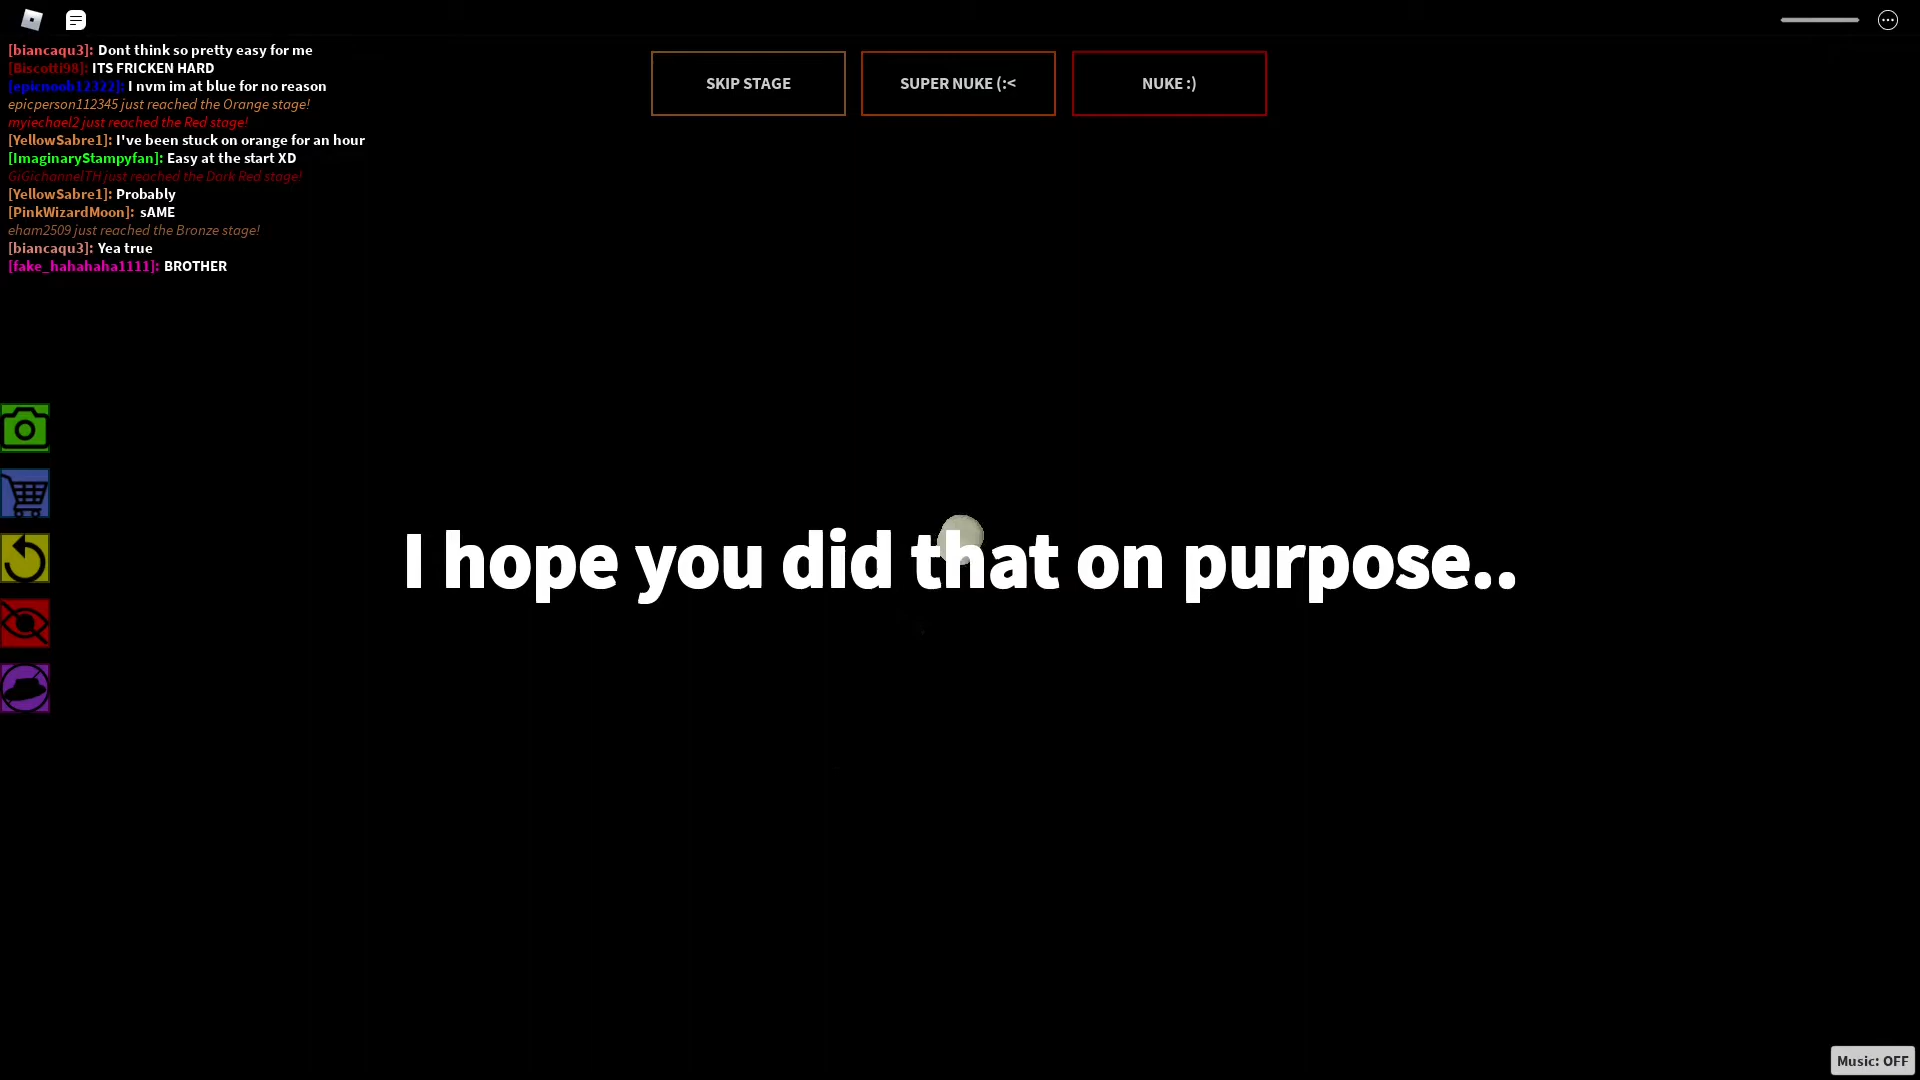 [biancaqu3]: Dont think so pretty easy for me
[Biscotti98]: ITS FRICKEN HARD
[epicnoob12322]: I nvm im at blue for no reason
epicperson112345 just reached the Orange stage!
myiechael2 just reached the Red stage!
[YellowSabre1]: I've been stuck on orange for an hour
[ImaginaryStampyfan]: Easy at the start XD
GiGichannelTH just reached the Dark Red stage!
[YellowSabre1]: Probably
[PinkWizardMoon]: sAME
eham2509 just reached the Bronze stage!
[biancaqu3]: Yea true
[fake_hahahaha1111]: BROTHER
SKIP STAGE
SUPER NUKE (:<
NUKE :)
I hope you did that on purpose..
Music: OFF